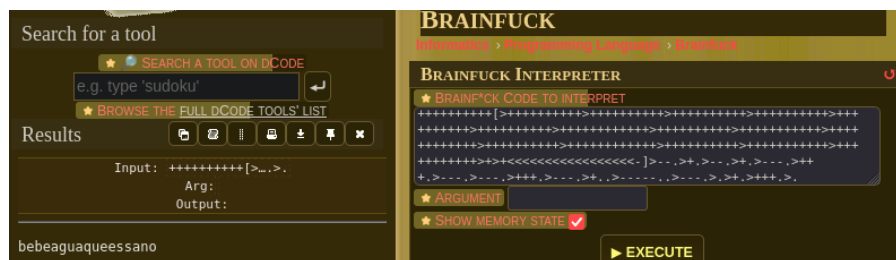 Search for a tool
SEARCH A TOOL ON DCODE
e.g. type 'sudoku'
BROWSE THE FULL DCODE TOOLS' LIST
Results
Input: ++++++++++[>….>.
Arg:
Output:
bebeaguaqueessano
BRAINFUCK
Informatics › Programming Language › Brainfuck
BRAINFUCK INTERPRETER
BRAINF*CK CODE TO INTERPRET
++++++++++[>++++++++++>++++++++++>++++++++++>++++++++++>+++
+++++++>++++++++++>++++++++++++>++++++++++>+++++++++++>++++
++++++++>++++++++++>++++++++++++>++++++++++>+++++++++++>+++
++++++++>+>+<<<<<<<<<<<<<<<<<-]>--.>+.>--.>+.>---.>++
+.>---.>---.>+++.>---.>+..>-----..>---.>.>+.>+++.>.
ARGUMENT
SHOW MEMORY STATE
▶ EXECUTE